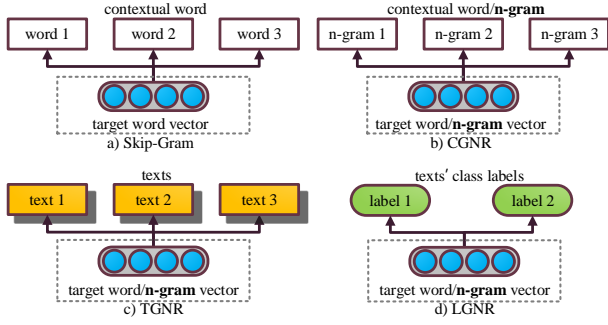 contextual word
word 1 word 2 word 3
target word vector
a) Skip-Gram
contextual word/n-gram
n-gram 1 n-gram 2 n-gram 3
target word/n-gram vector
b) CGNR
texts
text 1 text 2 text 3
target word/n-gram vector
c) TGNR
texts' class labels
label 1 label 2
target word/n-gram vector
d) LGNR